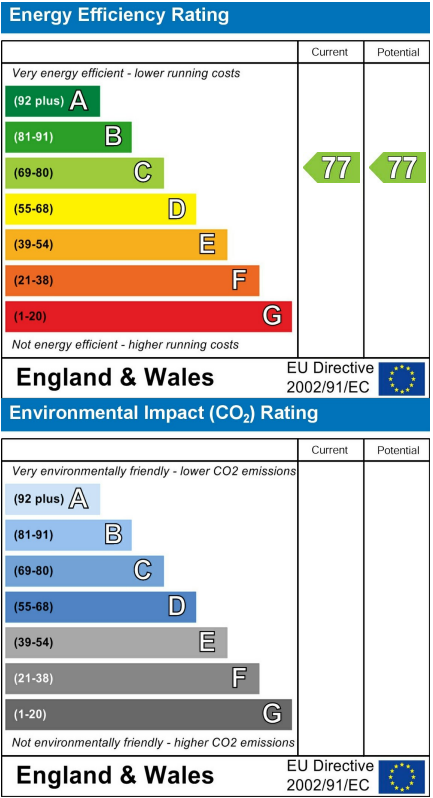 Energy Efficiency Rating
Current Potential
Very energy efficient - lower running costs
(92 plus) A
(81-91) B
(69-80) C 77 77
(55-68) D
(39-54) E
(21-38) F
(1-20) G
Not energy efficient - higher running costs
England & Wales EU Directive 2002/91/EC
Environmental Impact (CO₂) Rating
Current Potential
Very environmentally friendly - lower CO2 emissions
(92 plus) A
(81-91) B
(69-80) C
(55-68) D
(39-54) E
(21-38) F
(1-20) G
Not environmentally friendly - higher CO2 emissions
England & Wales EU Directive 2002/91/EC